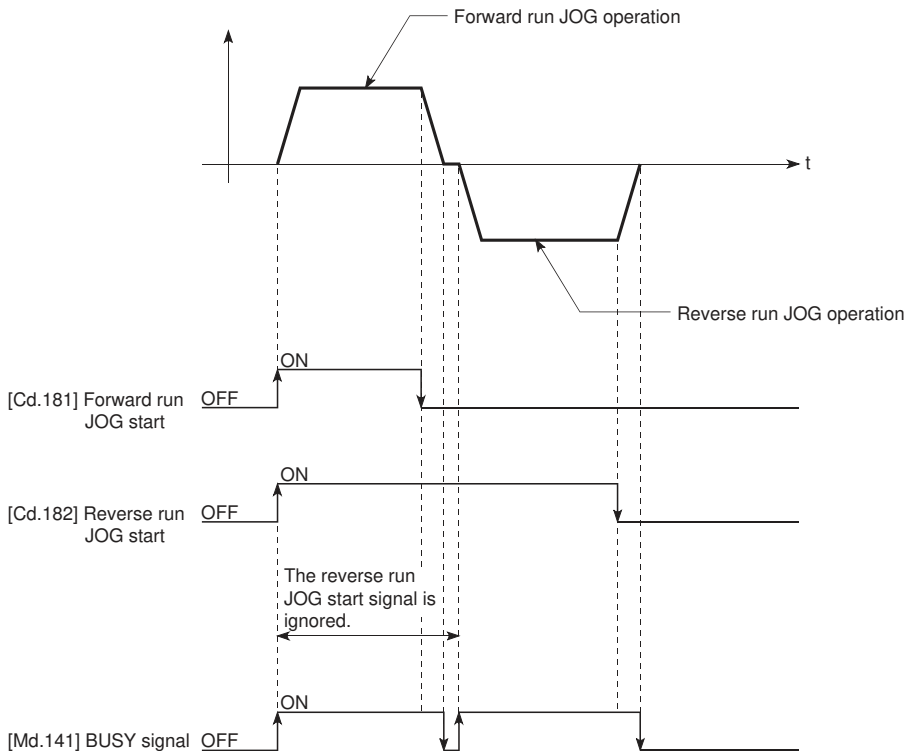 Forward run JOG operation
t
Reverse run JOG operation
ON
[Cd.181] Forward run OFF
JOG start
ON
[Cd.182] Reverse run OFF
JOG start
The reverse run
JOG start signal is
ignored.
ON
[Md.141] BUSY signal OFF